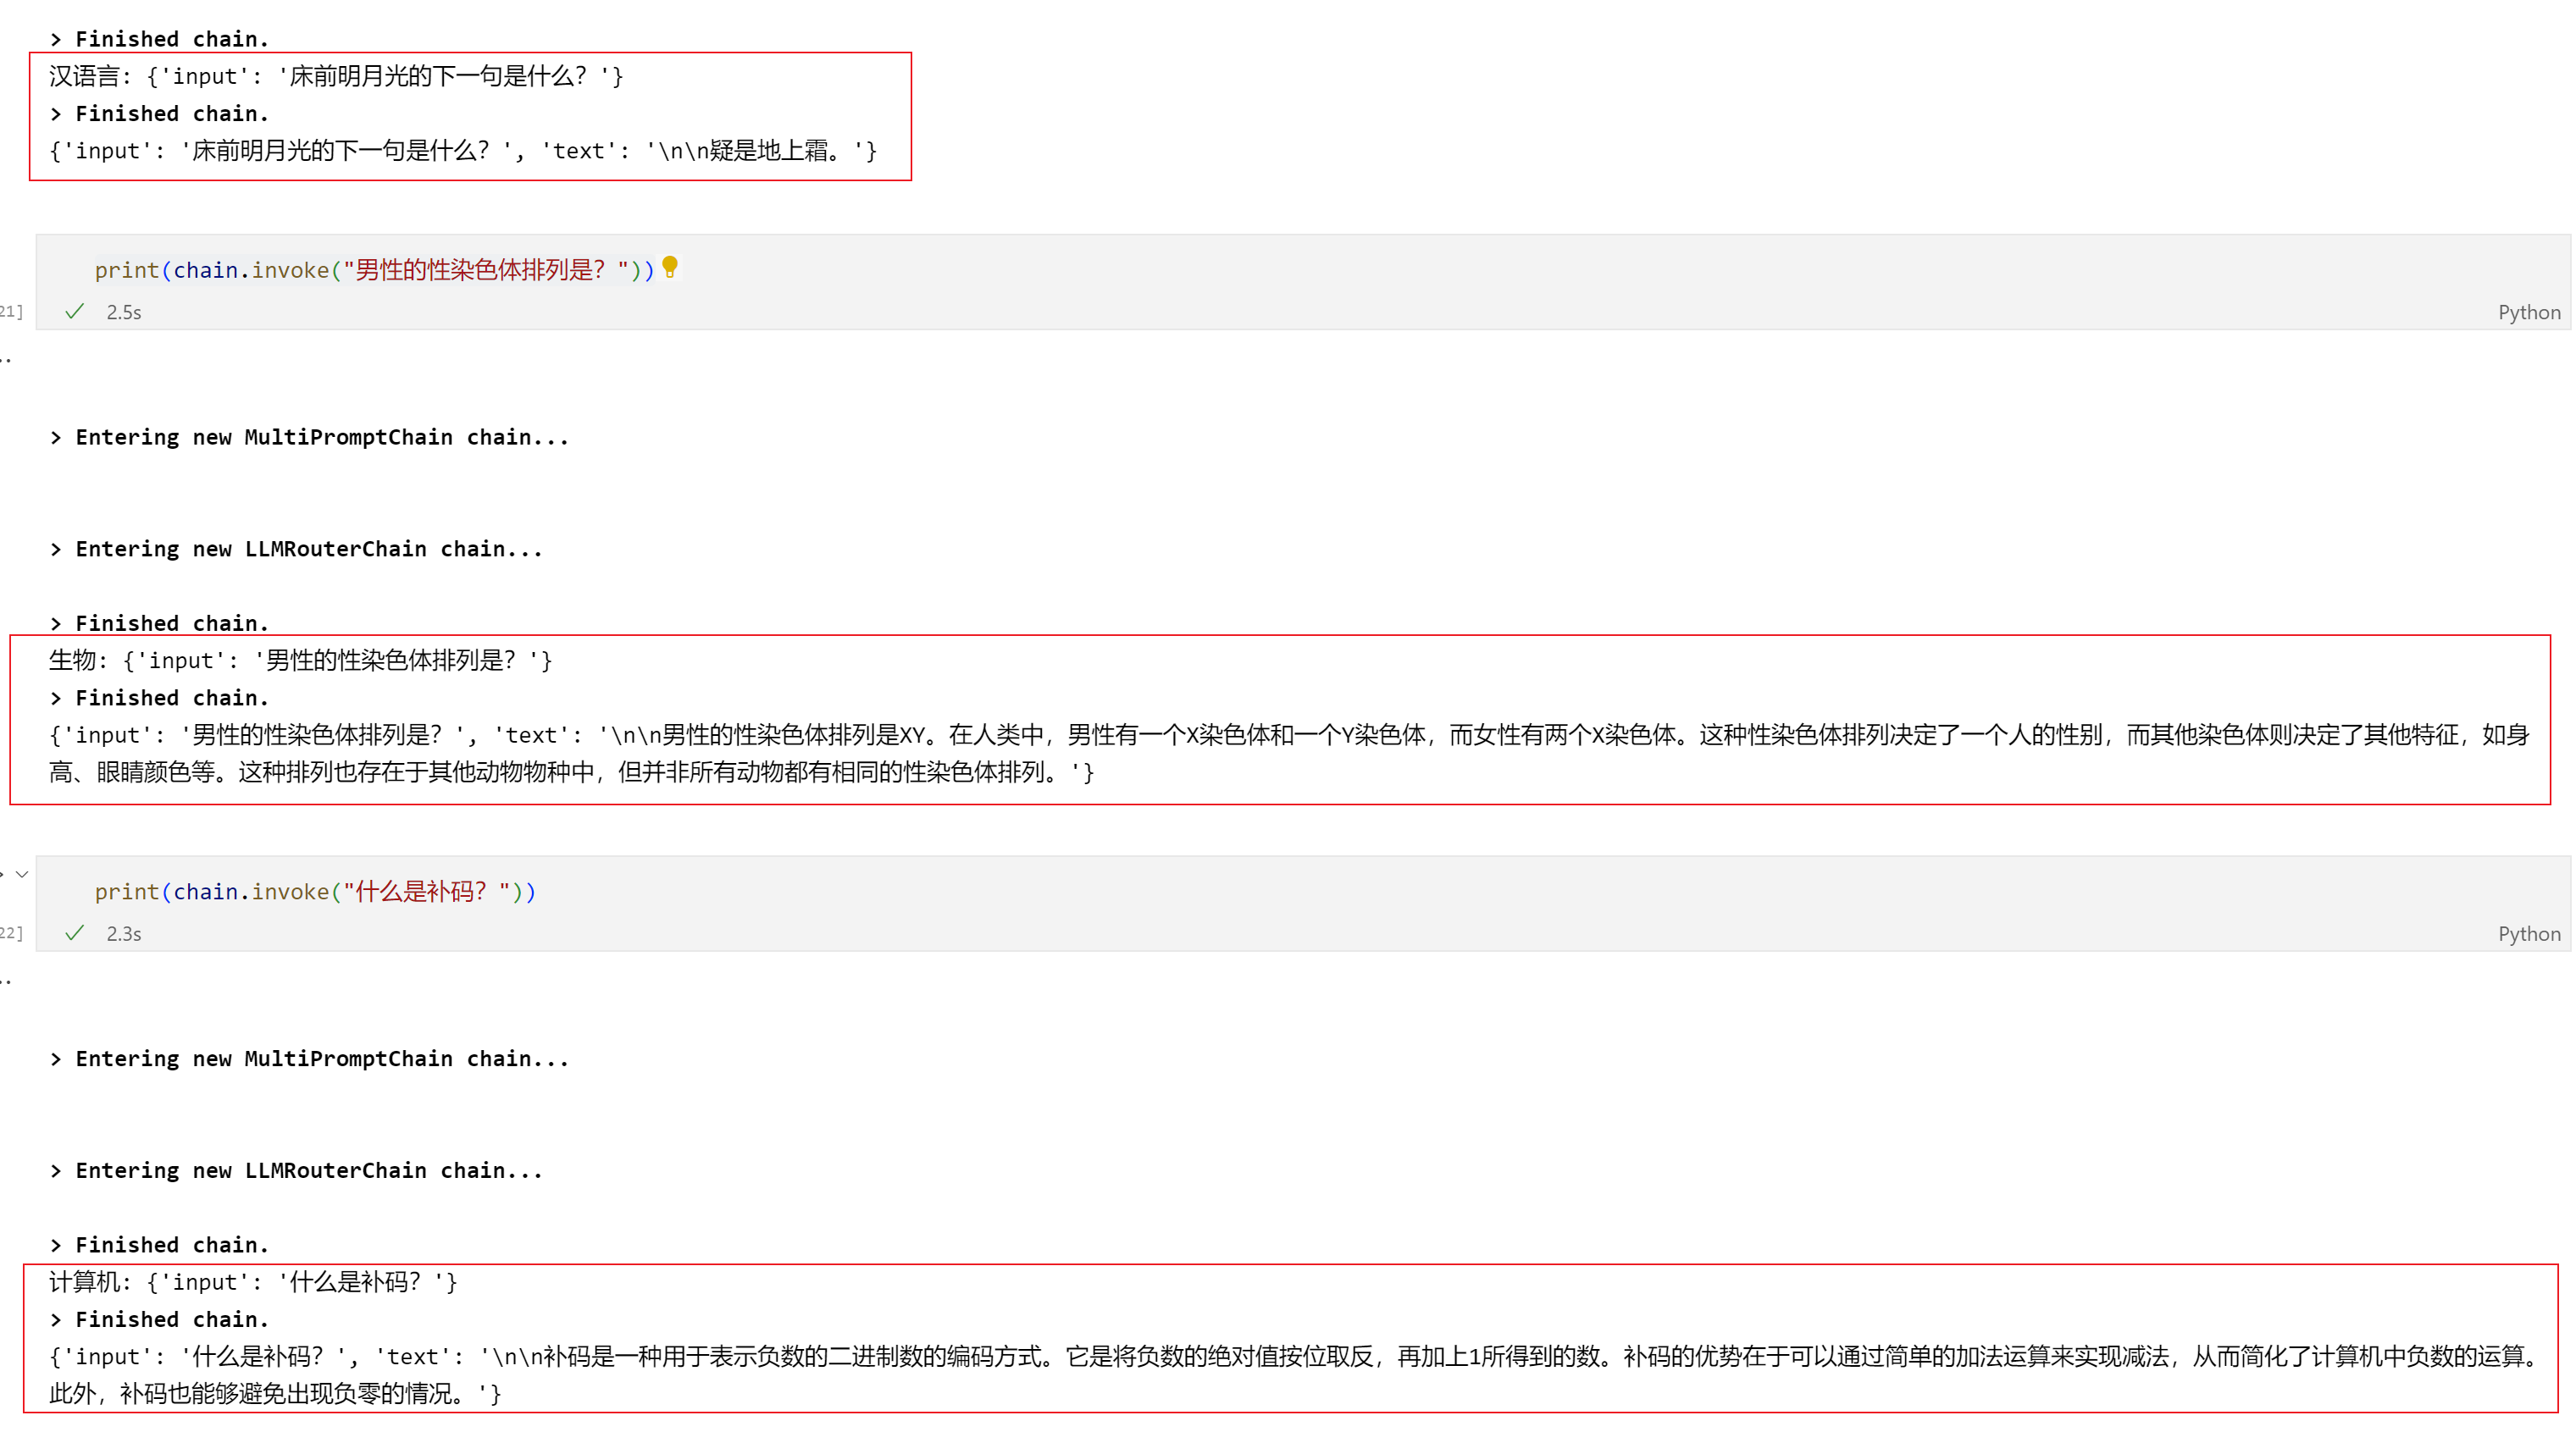 > Finished chain.
汉语言: {'input': '床前明月光的下一句是什么？'}
> Finished chain.
{'input': '床前明月光的下一句是什么？', 'text': '\n\n疑是地上霜。'}
print(chain.invoke("男性的性染色体排列是？"))
21]
2.5s
Python
..
> Entering new MultiPromptChain chain...
> Entering new LLMRouterChain chain...
> Finished chain.
生物: {'input': '男性的性染色体排列是？'}
> Finished chain.
{'input': '男性的性染色体排列是？', 'text': '\n\n男性的性染色体排列是XY。在人类中，男性有一个X染色体和一个Y染色体，而女性有两个X染色体。这种性染色体排列决定了一个人的性别，而其他染色体则决定了其他特征，如身
高、眼睛颜色等。这种排列也存在于其他动物物种中，但并非所有动物都有相同的性染色体排列。'}
print(chain.invoke("什么是补码？"))
22]
2.3s
Python
..
> Entering new MultiPromptChain chain...
> Entering new LLMRouterChain chain...
> Finished chain.
计算机: {'input': '什么是补码？'}
> Finished chain.
{'input': '什么是补码？', 'text': '\n\n补码是一种用于表示负数的二进制数的编码方式。它是将负数的绝对值按位取反，再加上1所得到的数。补码的优势在于可以通过简单的加法运算来实现减法，从而简化了计算机中负数的运算。
此外，补码也能够避免出现负零的情况。'}